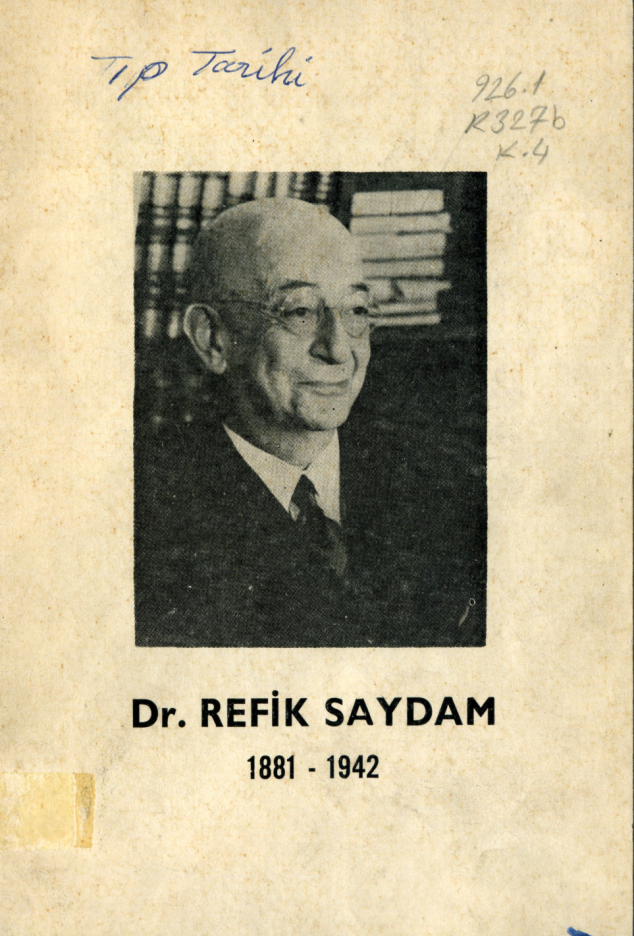 Tıp Tarihi
926.1
R327b
K.4
Dr. REFİK SAYDAM
1881 - 1942